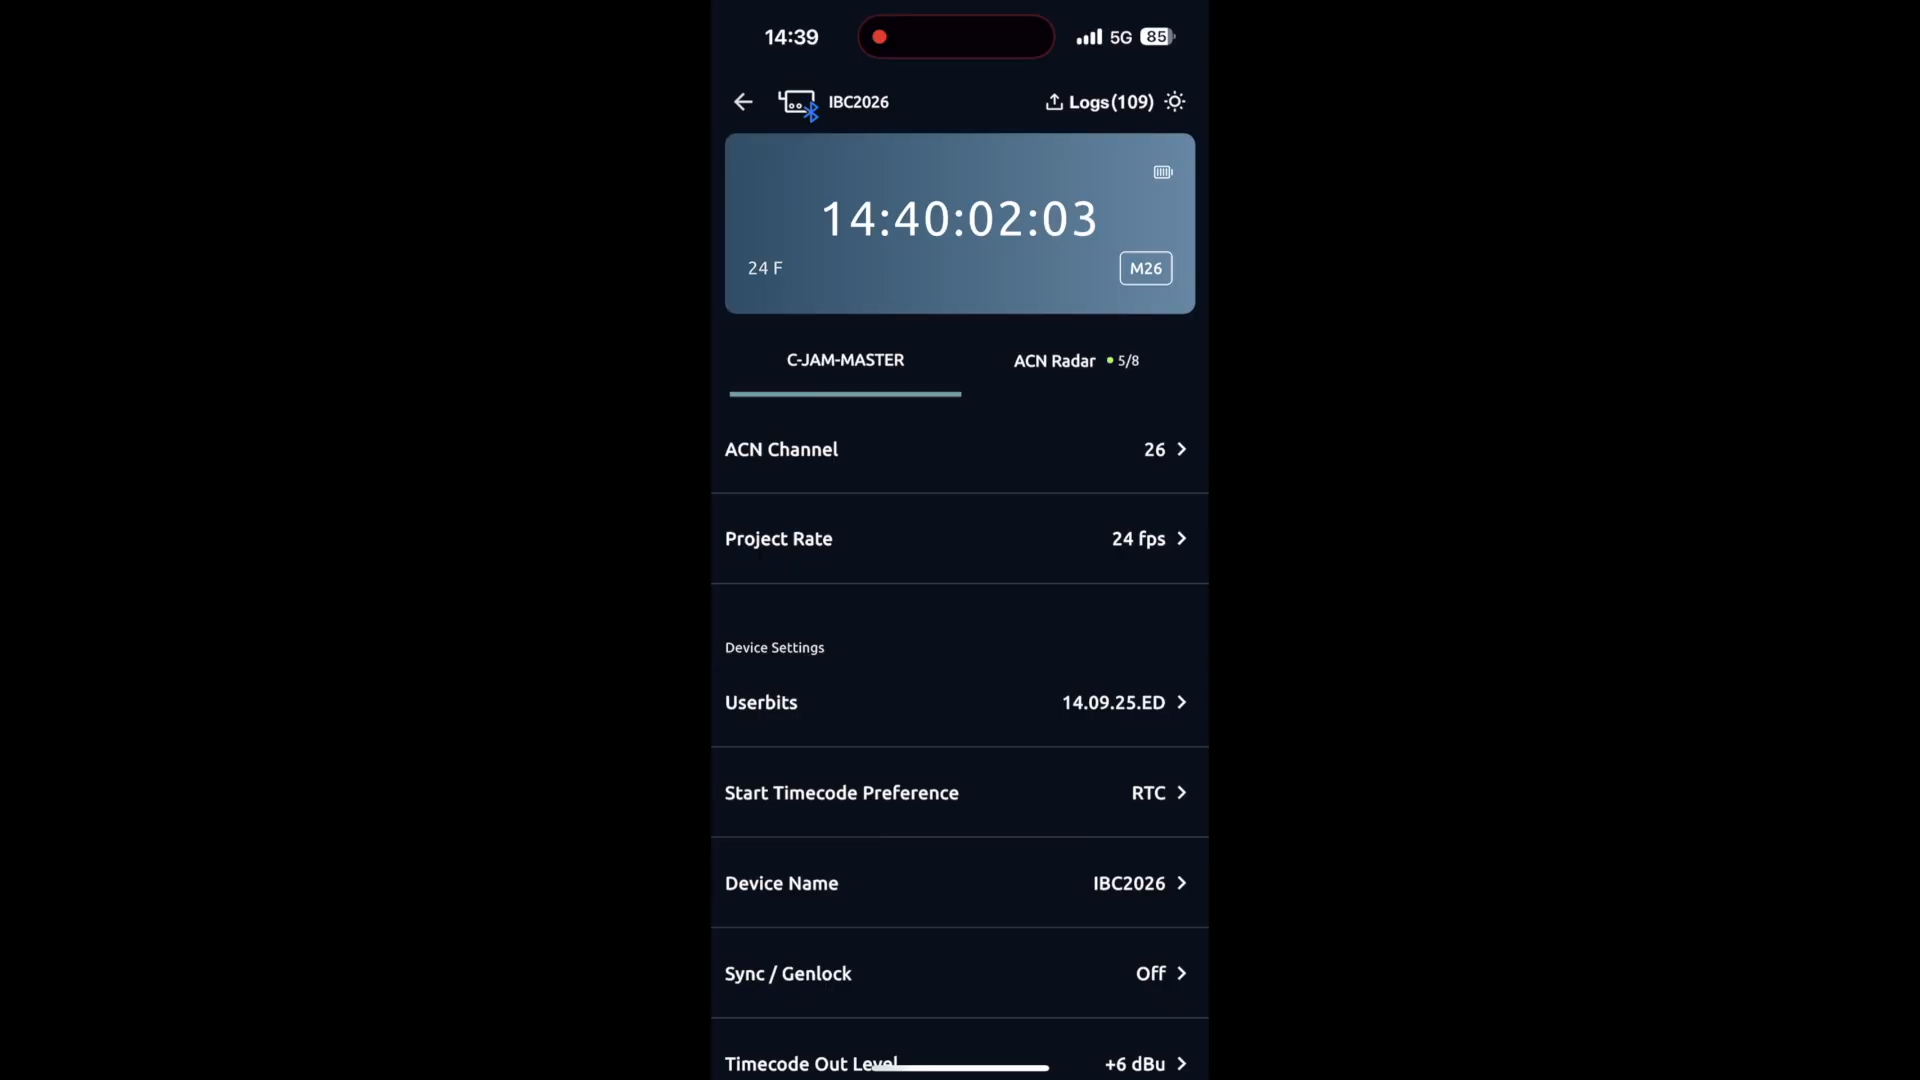 14:39 5G 85
IBC2026 Logs(109)
14:40:02:03
24 F M26
C-JAM-MASTER ACN Radar 5/8
ACN Channel 26
Project Rate 24 fps
Device Settings
Userbits 14.09.25.ED
Start Timecode Preference RTC
Device Name IBC2026
Sync / Genlock Off
Timecode Out Level +6 dBu